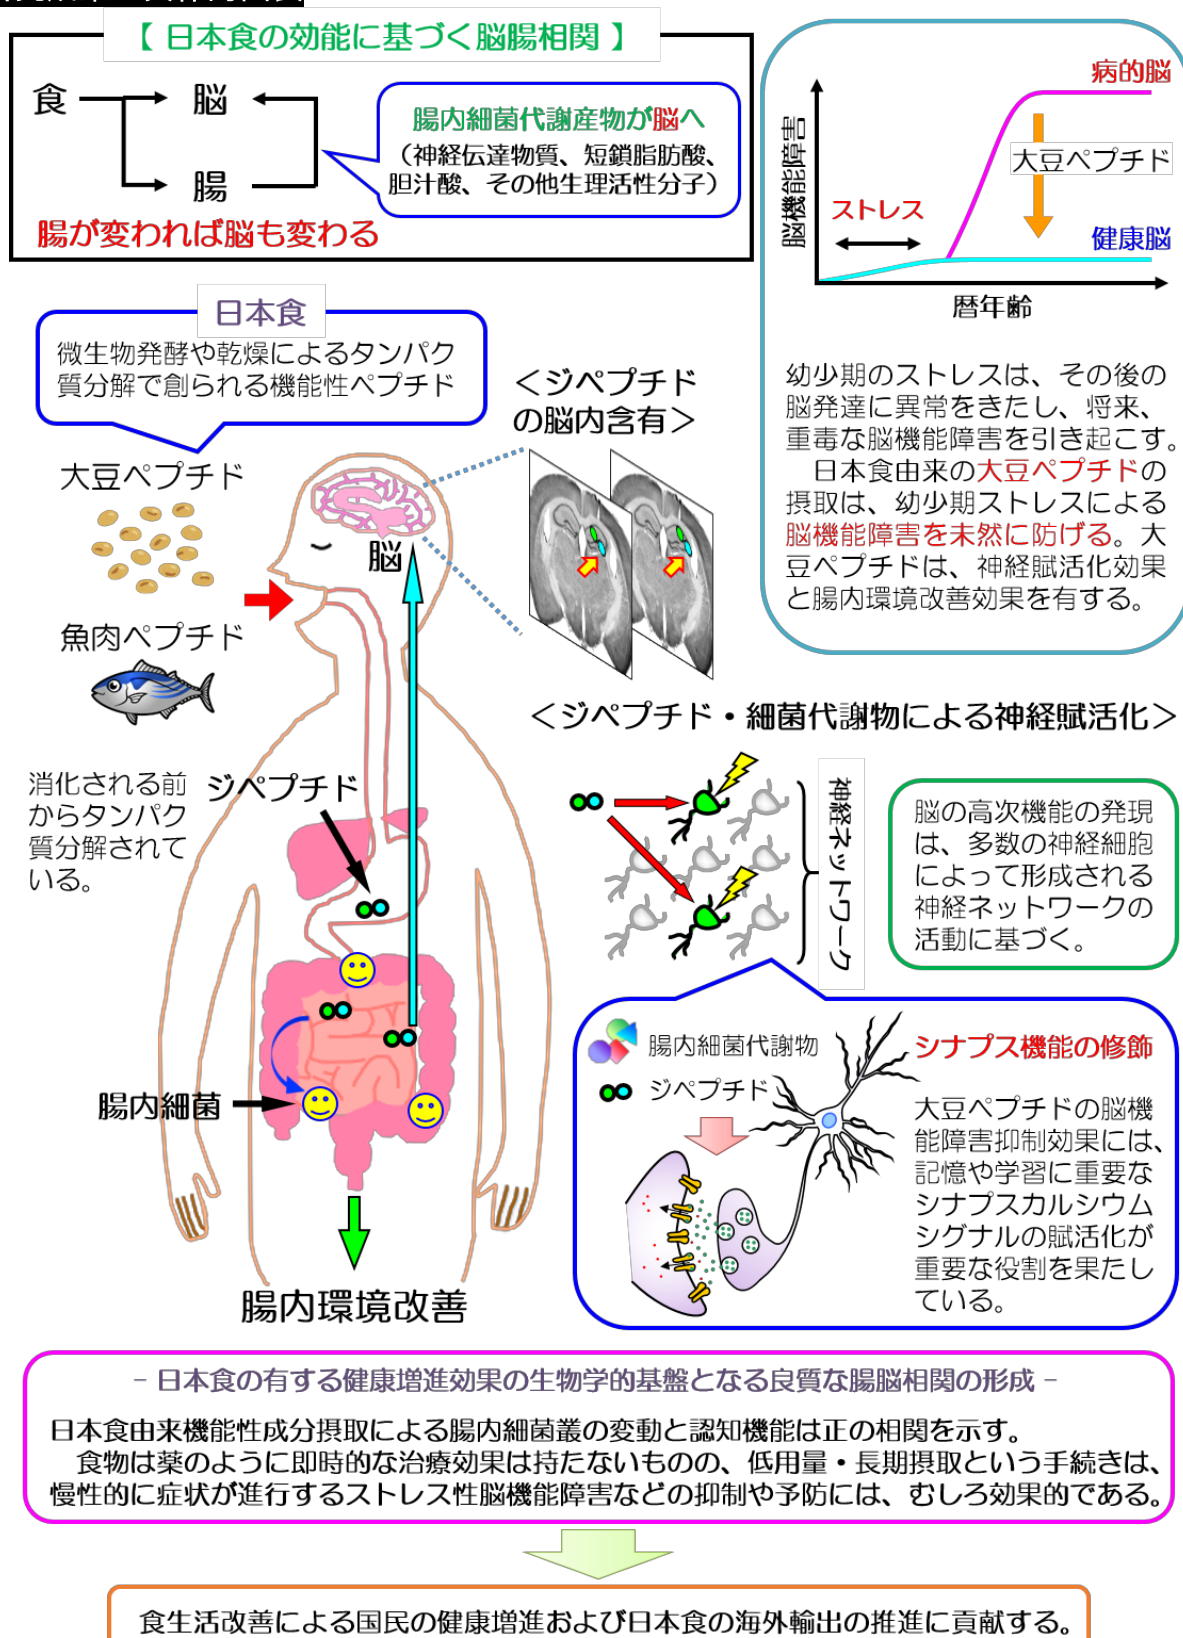 【 日本食の効能に基づく脳腸相関 】
食
脳
腸
腸内細菌代謝産物が脳へ
（神経伝達物質、短鎖脂肪酸、
胆汁酸、その他生理活性分子）
腸が変われば脳も変わる
病的脳
脳機能障害
大豆ペプチド
ストレス
健康脳
暦年齢
幼少期のストレスは、その後の
脳発達に異常をきたし、将来、
重毒な脳機能障害を引き起こす。
日本食由来の大豆ペプチドの
摂取は、幼少期ストレスによる
脳機能障害を未然に防げる。大
豆ペプチドは、神経賦活化効果
と腸内環境改善効果を有する。
日本食
微生物発酵や乾燥によるタンパク
質分解で創られる機能性ペプチド
＜ジペプチド
の脳内含有＞
大豆ペプチド
脳
魚肉ペプチド
消化される前
からタンパク
質分解されて
いる。
ジペプチド
腸内細菌
腸内環境改善
＜ジペプチド・細菌代謝物による神経賦活化＞
神経ネットワーク
脳の高次機能の発現
は、多数の神経細胞
によって形成される
神経ネットワークの
活動に基づく。
腸内細菌代謝物
ジペプチド
シナプス機能の修飾
大豆ペプチドの脳機
能障害抑制効果には、
記憶や学習に重要な
シナプスカルシウム
シグナルの賦活化が
重要な役割を果たし
ている。
− 日本食の有する健康増進効果の生物学的基盤となる良質な腸脳相関の形成 −
日本食由来機能性成分摂取による腸内細菌叢の変動と認知機能は正の相関を示す。
食物は薬のように即時的な治療効果は持たないものの、低用量・長期摂取という手続きは、
慢性的に症状が進行するストレス性脳機能障害などの抑制や予防には、むしろ効果的である。
食生活改善による国民の健康増進および日本食の海外輸出の推進に貢献する。